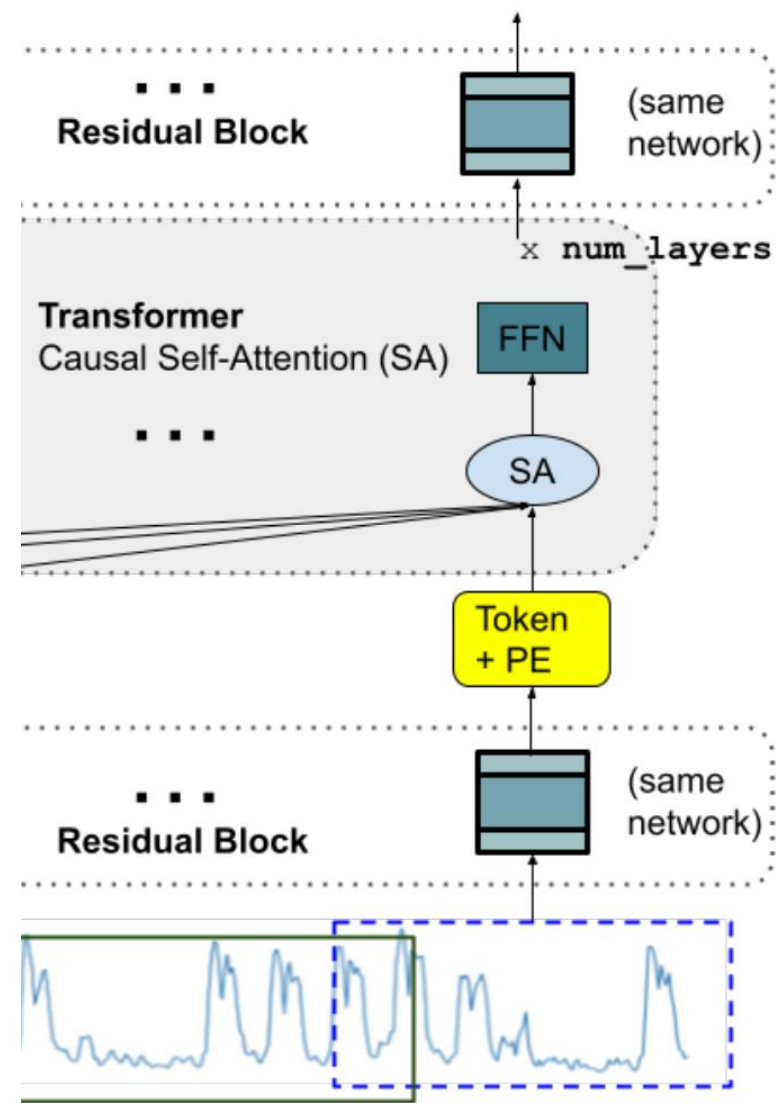 . . .
Residual Block
(same
network)
x num_layers
Transformer
Causal Self-Attention (SA)
FFN
. . .
SA
Token
+ PE
. . .
Residual Block
(same
network)